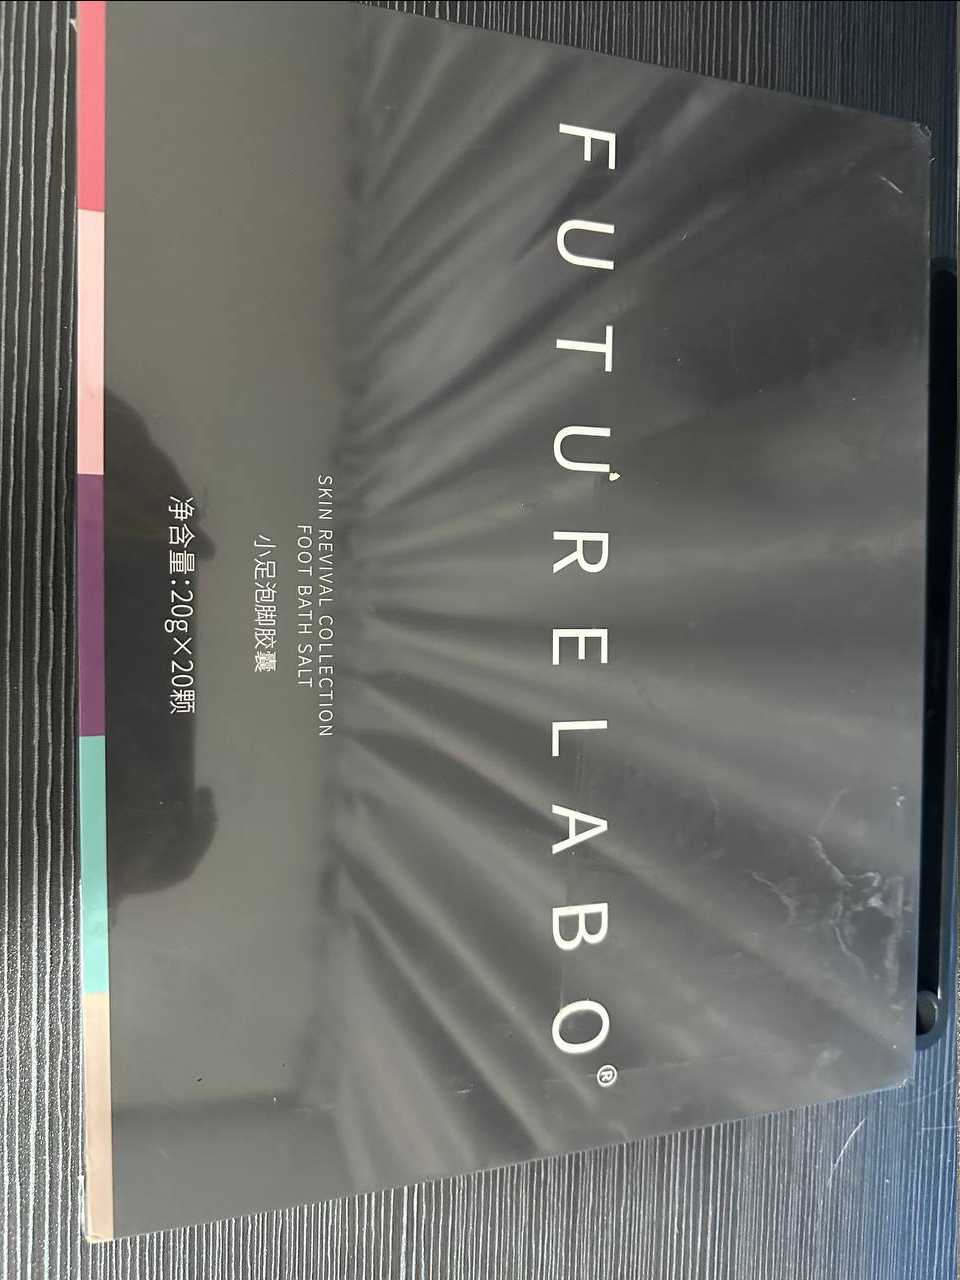 FUTURELABO®
SKIN REVIVAL COLLECTION
FOOT BATH SALT
小足泡脚胶囊
净含量:20g×20颗